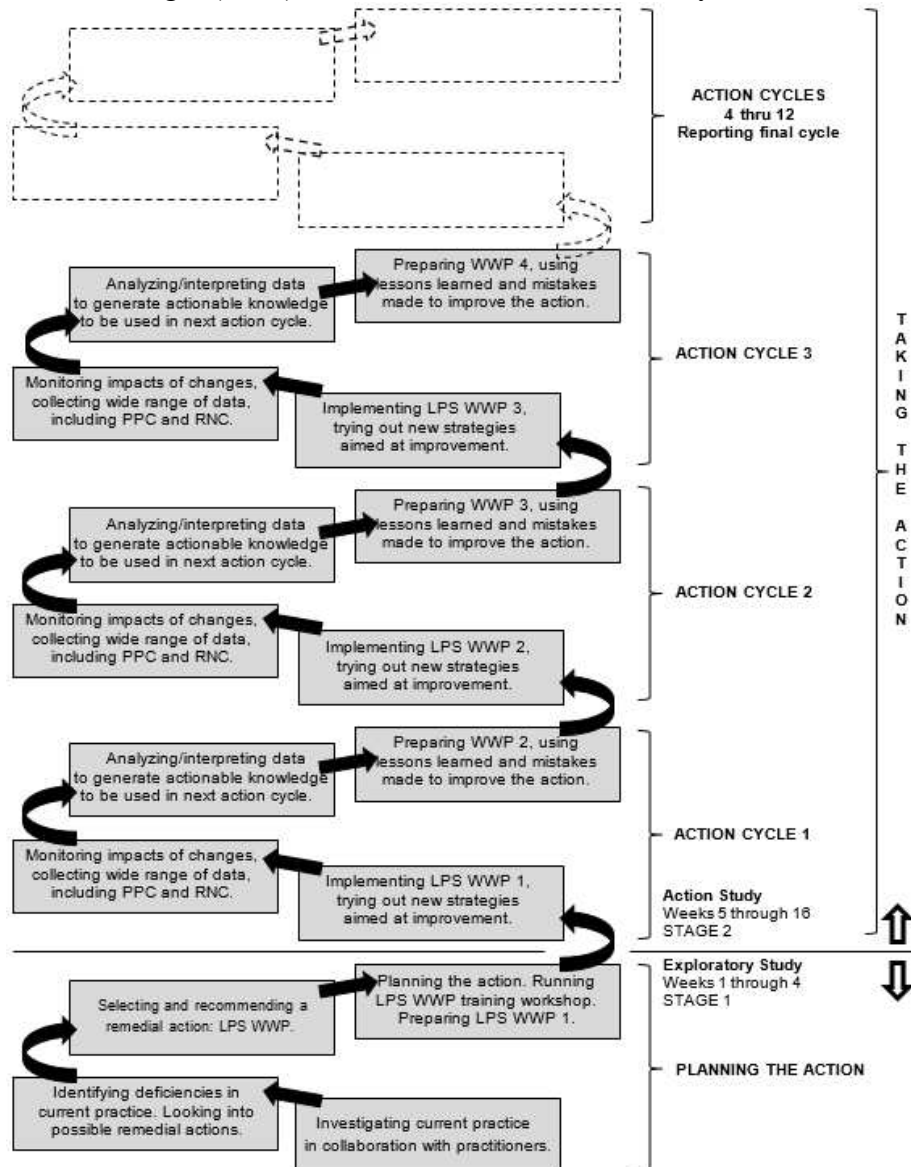 ACTION CYCLES
4 thru 12
Reporting final cycle
Preparing WWP 4, using
lessons learned and mistakes
made to improve the action.
Analyzing/interpreting data
to generate actionable knowledge
to be used in next action cycle.
ACTION CYCLE 3
Monitoring impacts of changes,
collecting wide range of data,
including PPC and RNC.
Implementing LPS WWP 3,
trying out new strategies
aimed at improvement.
TAKING THE ACTION
Preparing WWP 3, using
lessons learned and mistakes
made to improve the action.
Analyzing/interpreting data
to generate actionable knowledge
to be used in next action cycle.
ACTION CYCLE 2
Monitoring impacts of changes,
collecting wide range of data,
including PPC and RNC.
Implementing LPS WWP 2,
trying out new strategies
aimed at improvement.
Preparing WWP 2, using
lessons learned and mistakes
made to improve the action.
Analyzing/interpreting data
to generate actionable knowledge
to be used in next action cycle.
ACTION CYCLE 1
Monitoring impacts of changes,
collecting wide range of data,
including PPC and RNC.
Implementing LPS WWP 1,
trying out new strategies
aimed at improvement.
Action Study
Weeks 5 through 16
STAGE 2
Exploratory Study
Weeks 1 through 4
STAGE 1
Planning the action. Running
LPS WWP training workshop.
Preparing LPS WWP 1.
Selecting and recommending a
remedial action: LPS WWP.
PLANNING THE ACTION
Identifying deficiencies in
current practice. Looking into
possible remedial actions.
Investigating current practice
in collaboration with practitioners.